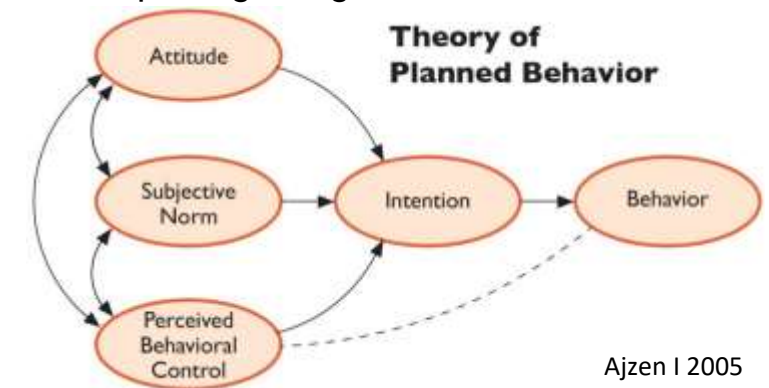 Theory of
Planned Behavior
Attitude
Subjective
Norm
Intention
Behavior
Perceived
Behavioral
Control
Ajzen I 2005